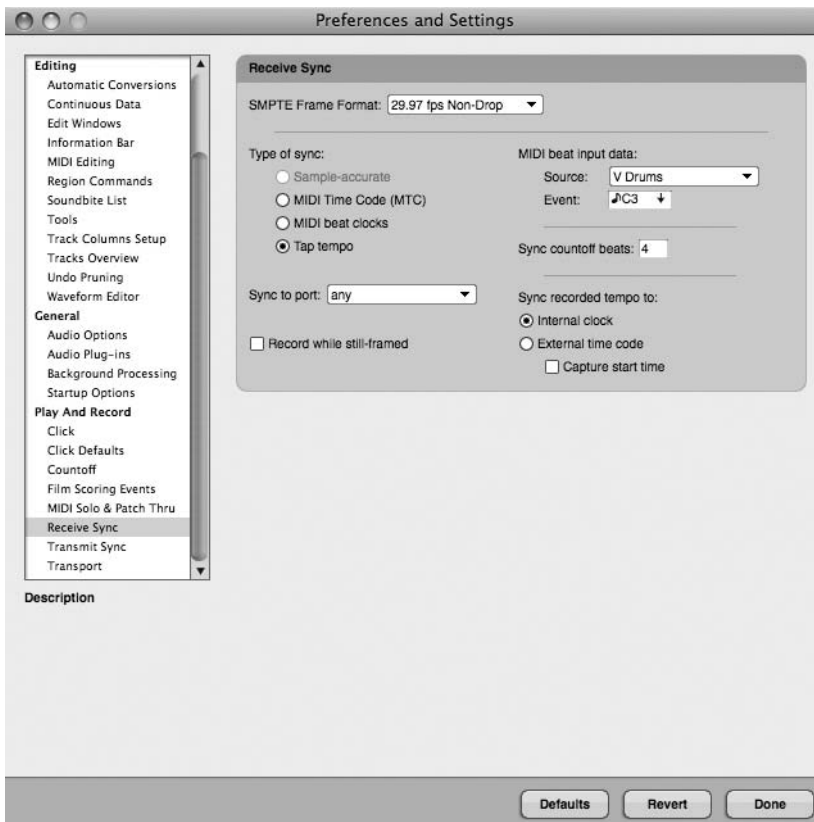 Preferences and Settings
Editing
Automatic Conversions
Continuous Data
Edit Windows
Information Bar
MIDI Editing
Region Commands
Soundbite List
Tools
Track Columns Setup
Tracks Overview
Undo Pruning
Waveform Editor
General
Audio Options
Audio Plug-ins
Background Processing
Startup Options
Play And Record
Click
Click Defaults
Countoff
Film Scoring Events
MIDI Solo & Patch Thru
Receive Sync
Transmit Sync
Transport
Description
Receive Sync
SMPTE Frame Format: 29.97 fps Non-Drop
Type of sync:
Sample-accurate
MIDI Time Code (MTC)
MIDI beat clocks
Tap tempo
Sync to port: any
Record while still-framed
MIDI beat input data:
Source: V Drums
Event: ♪C3
Sync countoff beats: 4
Sync recorded tempo to:
Internal clock
External time code
Capture start time
Defaults
Revert
Done